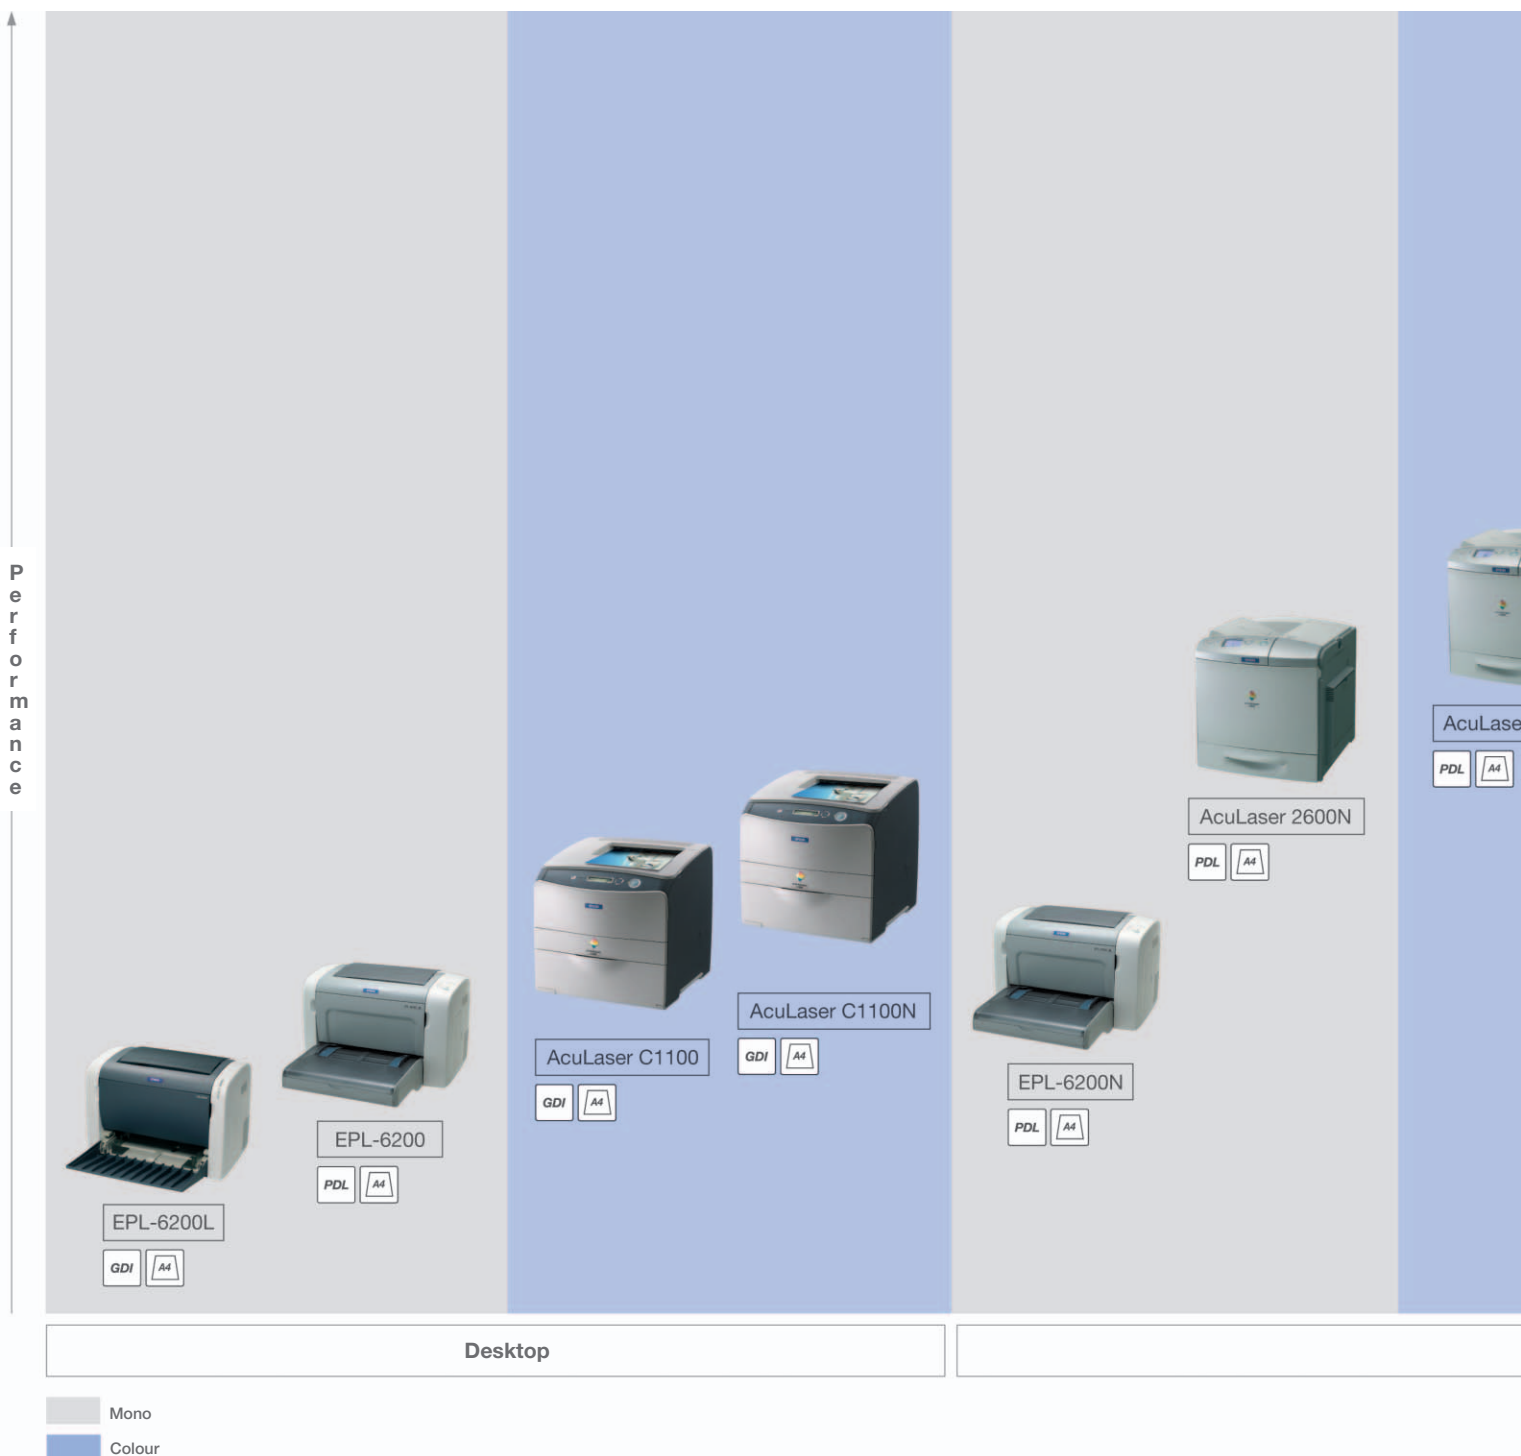 Performance
AcuLase
PDL A4
AcuLaser 2600N
PDL A4
AcuLaser C1100N
GDI A4
AcuLaser C1100
GDI A4
EPL-6200N
PDL A4
EPL-6200
PDL A4
EPL-6200L
GDI A4
Desktop
Mono
Colour